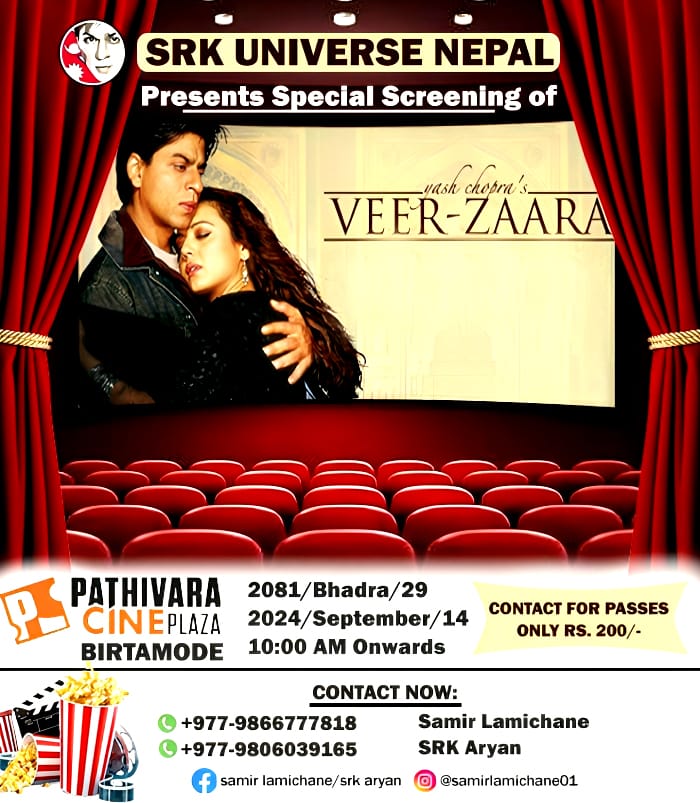 SRK UNIVERSE NEPAL
Presents Special Screening of
yash chopra's
VEER-ZAARA
PATHIVARA
CINEPLAZA
BIRTAMODE
2081/Bhadra/29
2024/September/14
10:00 AM Onwards
CONTACT FOR PASSES
ONLY RS. 200/-
CONTACT NOW:
+977-9866777818 Samir Lamichane
+977-9806039165 SRK Aryan
samir lamichane/srk aryan @samirlamichane01